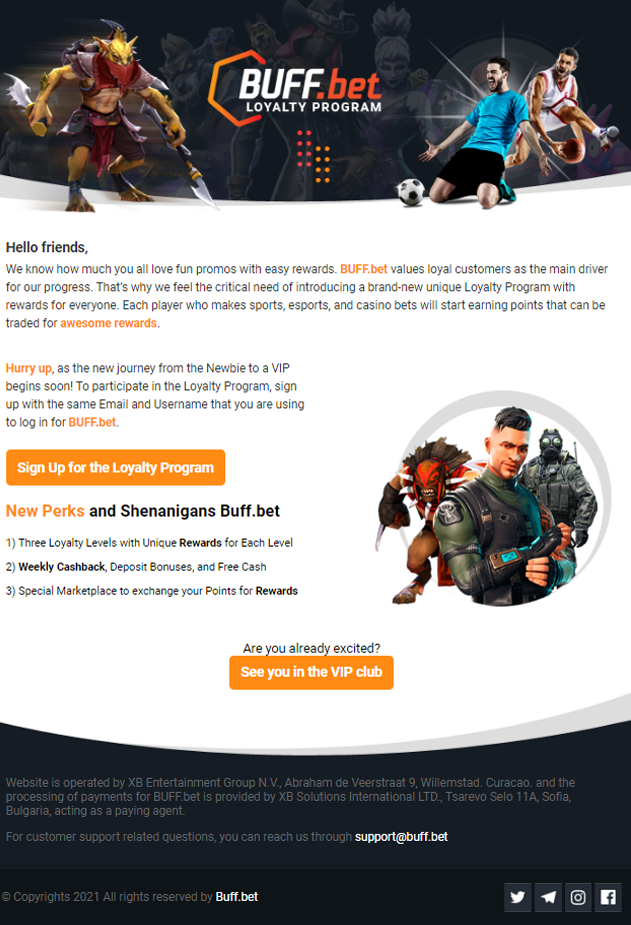 BUFF.bet
LOYALTY PROGRAM
Hello friends,
We know how much you all love fun promos with easy rewards. BUFF.bet values loyal customers as the main driver
for our progress. That's why we feel the critical need of introducing a brand-new unique Loyalty Program with
rewards for everyone. Each player who makes sports, esports, and casino bets will start earning points that can be
traded for awesome rewards.
Hurry up, as the new journey from the Newbie to a VIP
begins soon! To participate in the Loyalty Program, sign
up with the same Email and Username that you are using
to log in for BUFF.bet.
Sign Up for the Loyalty Program
New Perks and Shenanigans Buff.bet
1) Three Loyalty Levels with Unique Rewards for Each Level
2) Weekly Cashback, Deposit Bonuses, and Free Cash
3) Special Marketplace to exchange your Points for Rewards
Are you already excited?
See you in the VIP club
Website is operated by XB Entertainment Group N.V., Abraham de Veerstraat 9, Willemstad. Curacao. and the
processing of payments for BUFF.bet is provided by XB Solutions International LTD., Tsarevo Selo 11A, Sofia,
Bulgaria, acting as a paying agent.
For customer support related questions, you can reach us through support@buff.bet
© Copyrights 2021 All rights reserved by Buff.bet